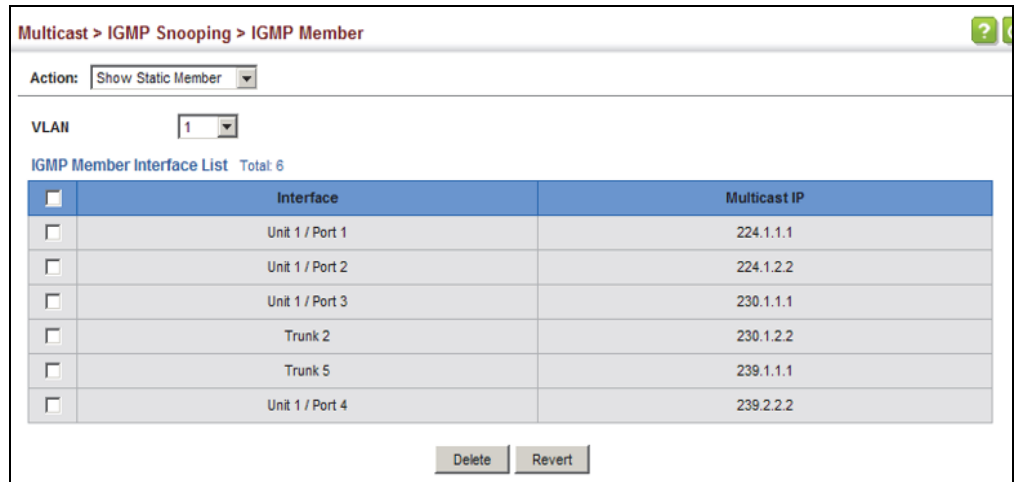 Multicast > IGMP Snooping > IGMP Member
?
Action: Show Static Member
VLAN 1
IGMP Member Interface List Total: 6
Interface Multicast IP
Unit 1 / Port 1 224.1.1.1
Unit 1 / Port 2 224.1.2.2
Unit 1 / Port 3 230.1.1.1
Trunk 2 230.1.2.2
Trunk 5 239.1.1.1
Unit 1 / Port 4 239.2.2.2
Delete Revert